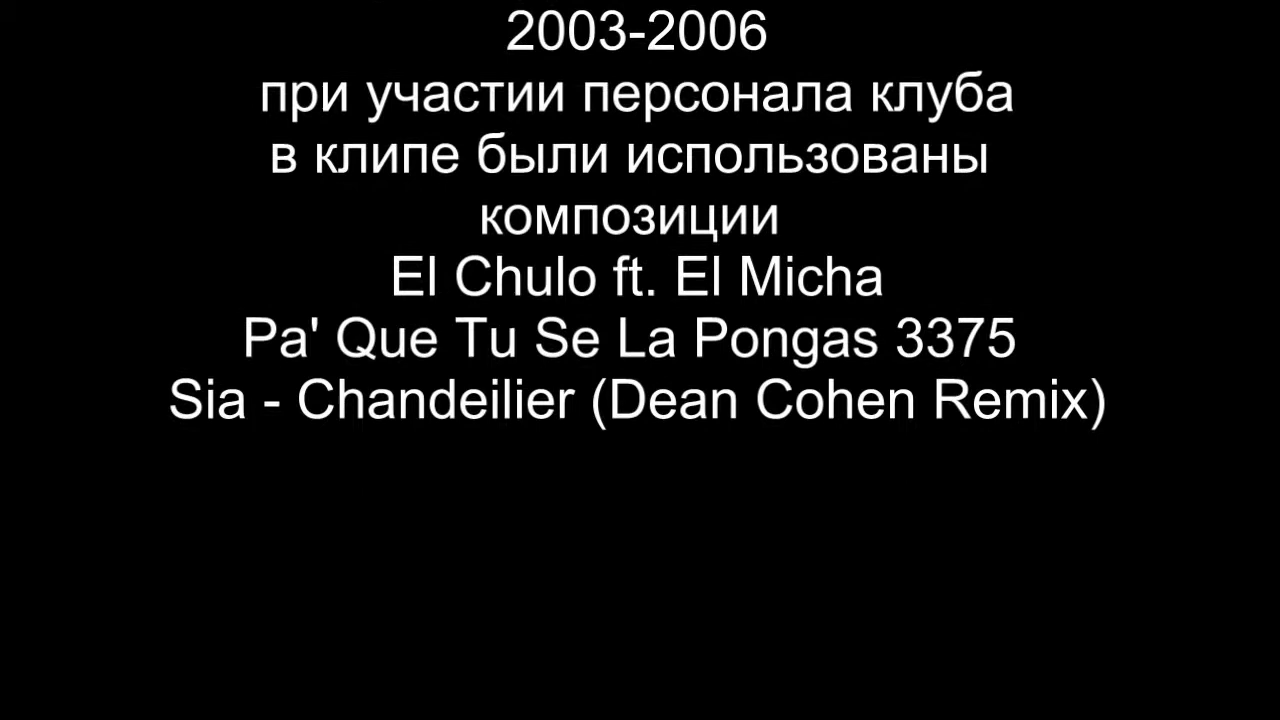 2003-2006
при участии персонала клуба
в клипе были использованы
композиции
El Chulo ft. El Micha
Pa' Que Tu Se La Pongas 3375
Sia - Chandeilier (Dean Cohen Remix)